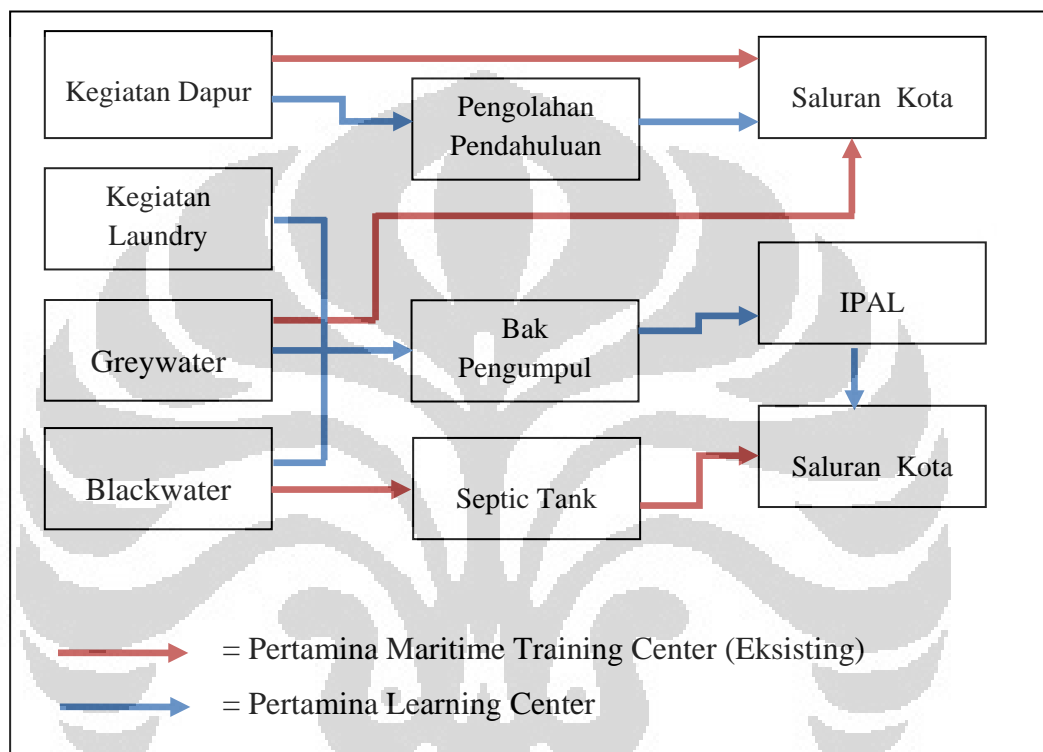 Kegiatan Dapur
Pengolahan
Pendahuluan
Saluran Kota
Kegiatan
Laundry
Greywater
Bak
Pengumpul
IPAL
Blackwater
Septic Tank
Saluran Kota
= Pertamina Maritime Training Center (Eksisting)
= Pertamina Learning Center